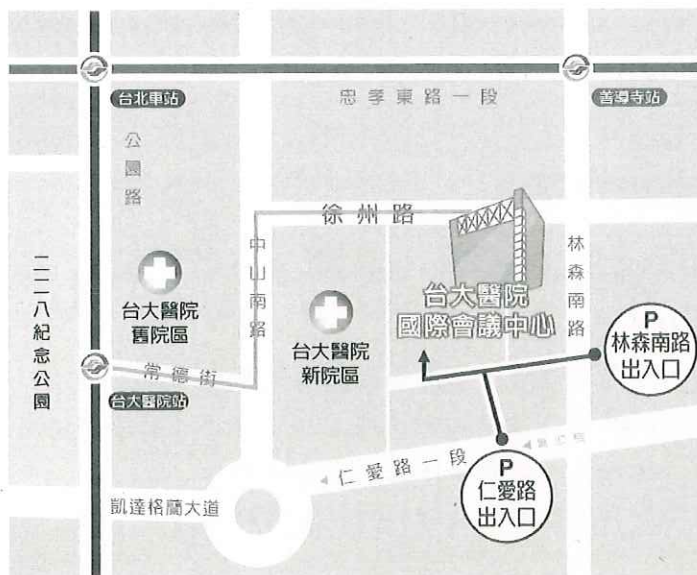 台北車站
忠孝東路一段
善導寺站
公園路
徐州路
中山南路
林森南路
二二八紀念公園
台大醫院
舊院區
台大醫院
新院區
台大醫院
國際會議中心
P
林森南路
出入口
常德街
台大醫院站
仁愛路一段
P
仁愛路
出入口
凱達格蘭大道